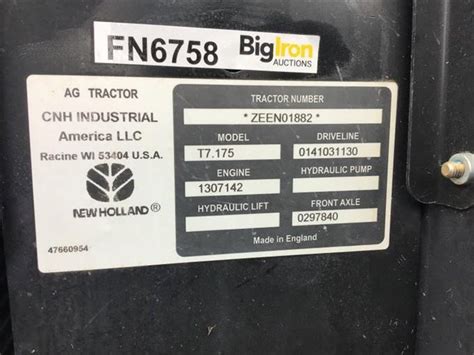 FN6758
BigIron
AUCTIONS
AG TRACTOR
CNH INDUSTRIAL
America LLC
Racine WI 53404 U.S.A.
NEW HOLLAND ®
47660954
TRACTOR NUMBER
* ZEEN01882 *
MODEL
T7.175
DRIVELINE
0141031130
ENGINE
1307142
HYDRAULIC PUMP
HYDRAULIC LIFT
FRONT AXLE
0297840
Made in England